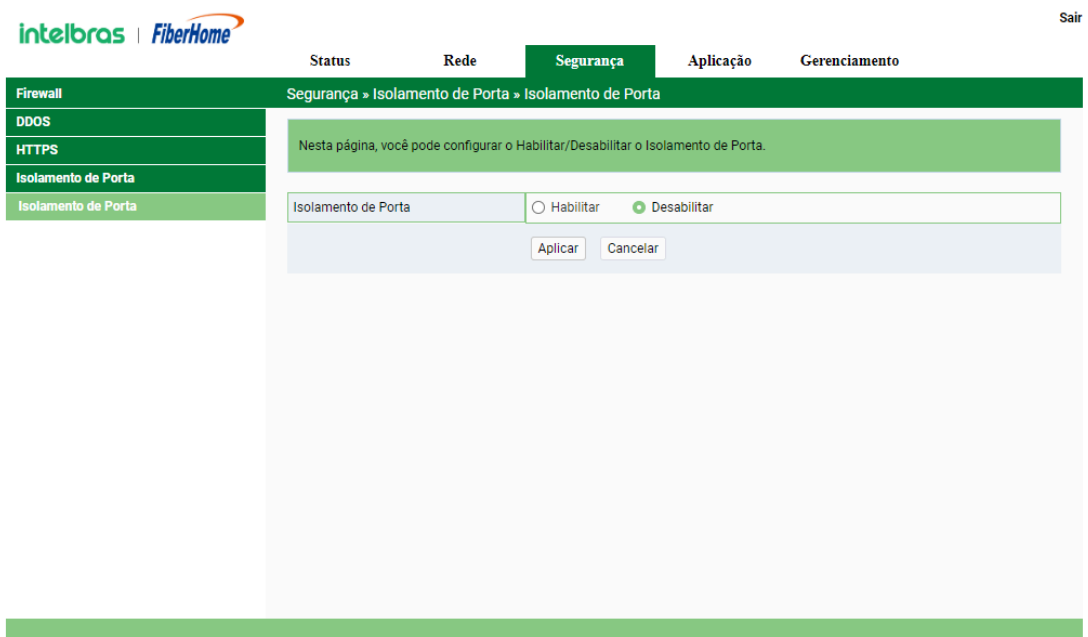 Sair
intelbras | FiberHome
Status Rede Segurança Aplicação Gerenciamento
Firewall
Segurança » Isolamento de Porta » Isolamento de Porta
DDOS
HTTPS
Isolamento de Porta
Isolamento de Porta
Nesta página, você pode configurar o Habilitar/Desabilitar o Isolamento de Porta.
Isolamento de Porta Habilitar Desabilitar
Aplicar Cancelar